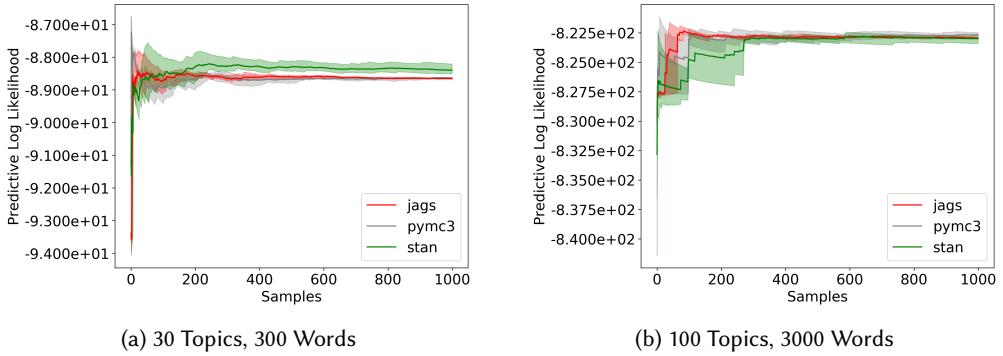 Predictive Log Likelihood
-8.700e+01
-8.800e+01
-8.900e+01
-9.000e+01
-9.100e+01
-9.200e+01
-9.300e+01
-9.400e+01
jags
pymc3
stan
0 200 400 600 800 1000
Samples
(a) 30 Topics, 300 Words
Predictive Log Likelihood
-8.225e+02
-8.250e+02
-8.275e+02
-8.300e+02
-8.325e+02
-8.350e+02
-8.375e+02
-8.400e+02
jags
pymc3
stan
0 200 400 600 800 1000
Samples
(b) 100 Topics, 3000 Words